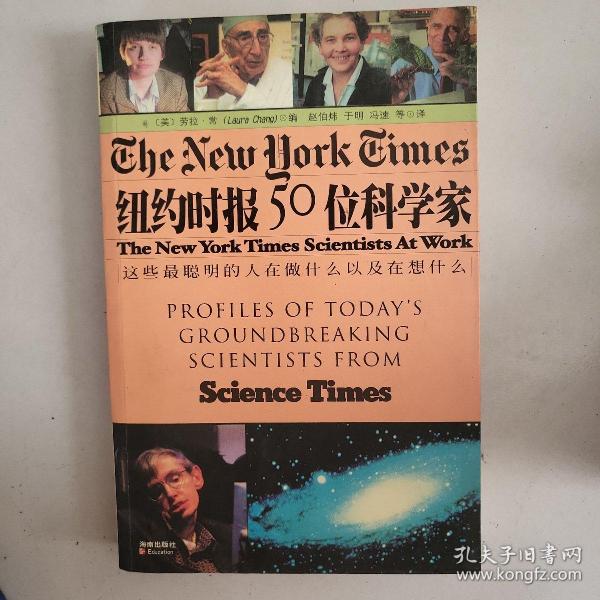 〔美〕劳拉·常 (Laura Chang) ⊙编 赵伯炜 于明 冯速 等⊙译
The New York Times
纽约时报50位科学家
The New York Times Scientists At Work
这些最聪明的人在做什么以及在想什么
PROFILES OF TODAY'S
GROUNDBREAKING
SCIENTISTS FROM
Science Times
海南出版社
Education
孔夫子旧书网
www.kongfz.com